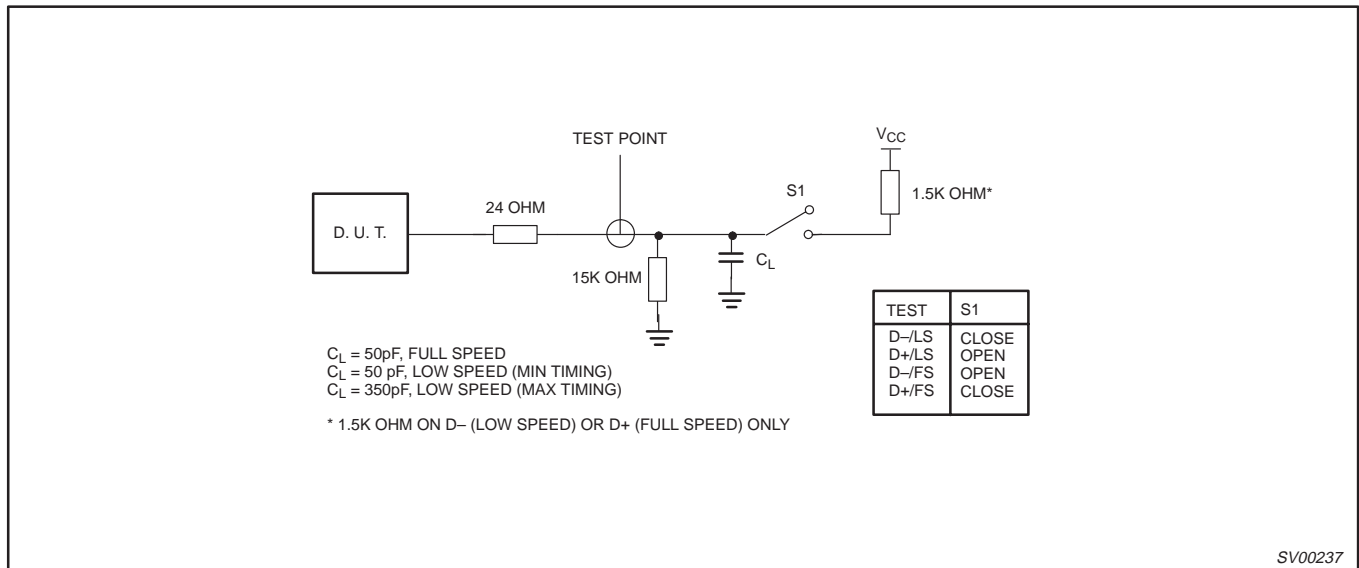 TEST POINT
VCC
S1
1.5K OHM*
24 OHM
D. U. T.
CL
15K OHM
TEST S1
D–/LS CLOSE
D+/LS OPEN
D–/FS OPEN
D+/FS CLOSE
CL = 50pF, FULL SPEED
CL = 50 pF, LOW SPEED (MIN TIMING)
CL = 350pF, LOW SPEED (MAX TIMING)
* 1.5K OHM ON D– (LOW SPEED) OR D+ (FULL SPEED) ONLY
SV00237